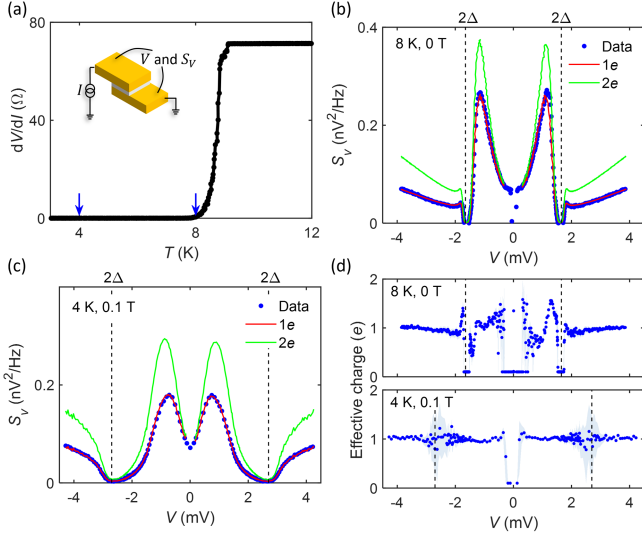 (a)
80
40
0
dV/dI (Ω)
V and S_V
I
4
8
12
T (K)
(b)
2Δ 2Δ
8 K, 0 T
Data
1e
2e
0.4
0.2
0
S_V (nV²/Hz)
-4 -2 0 2 4
V (mV)
(c)
2Δ 2Δ
4 K, 0.1 T
Data
1e
2e
0.2
0
S_V (nV²/Hz)
-4 -2 0 2 4
V (mV)
(d)
8 K, 0 T
2
1
0
4 K, 0.1 T
2
1
0
Effective charge (e)
-4 -2 0 2 4
V (mV)